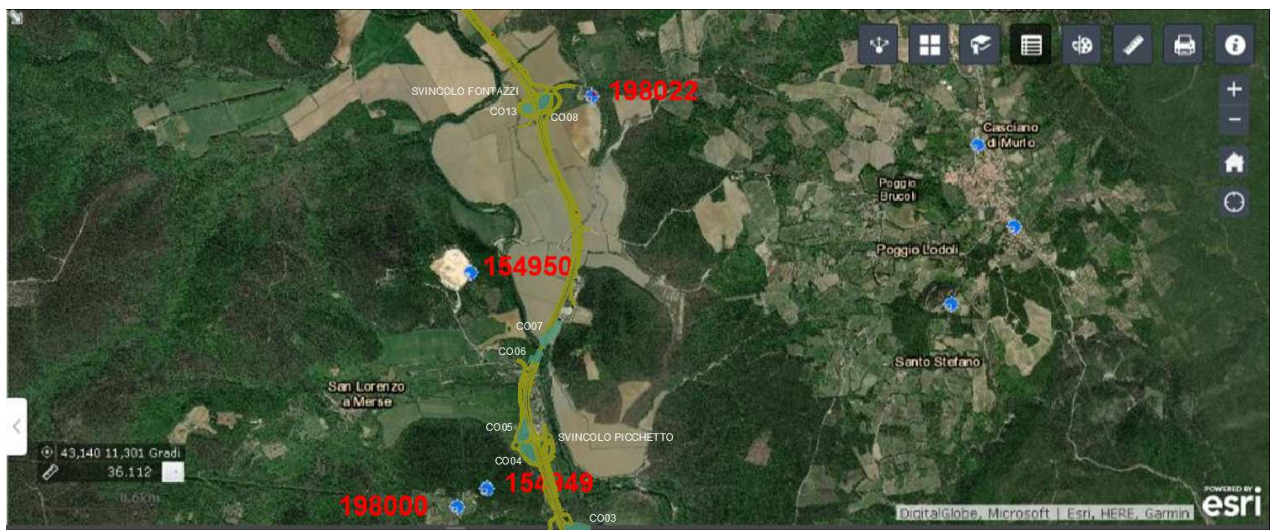 SVINCOLO FONTAZZI
198022
CO13
CO08
Casciano
di Murlo
Poggio
Brucoli
Poggio Lodoli
154950
CO07
CO06
Santo Stefano
San Lorenzo
a Merse
CO05
SVINCOLO PICCHETTO
CO04
43,140 11,301 Gradi
36.112
0.6km
154949
198000
CO03
DigitalGlobe, Microsoft | Esri, HERE, Garmin
POWERED BY
esri